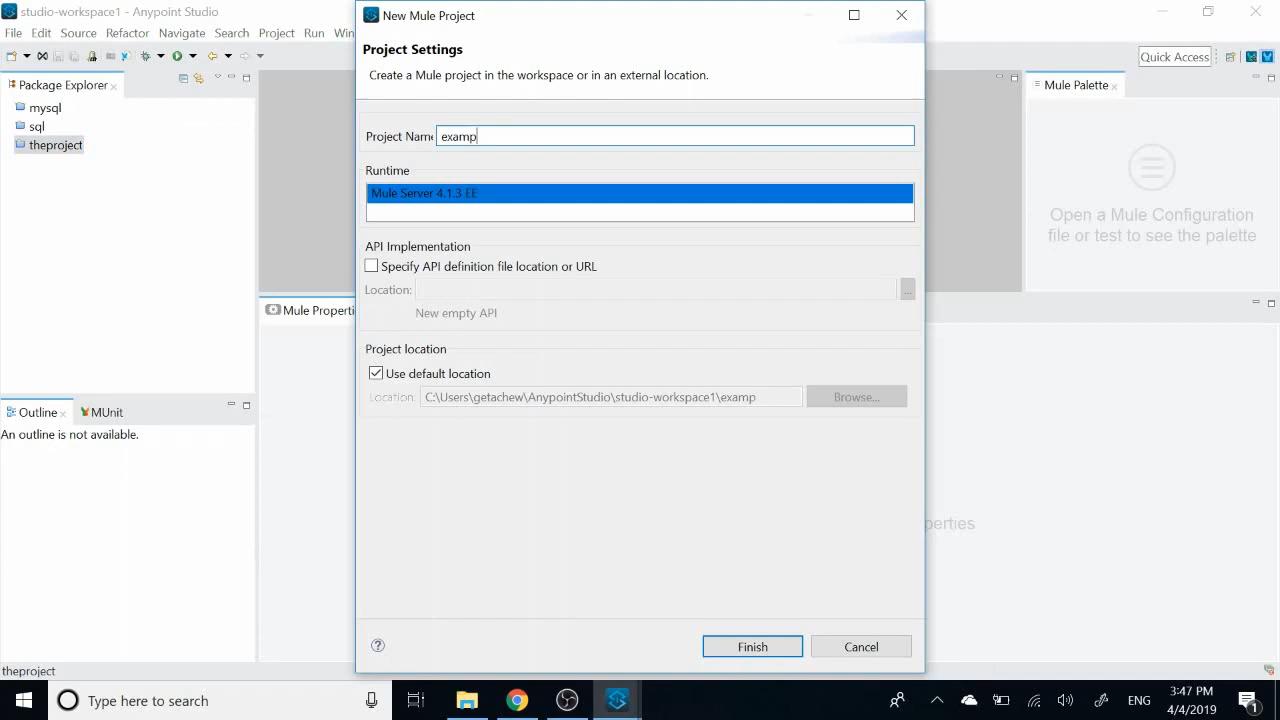 studio-workspace1 - Anypoint Studio
File Edit Source Refactor Navigate Search Project Run Win
Quick Access
Package Explorer
mysql
sql
theproject
Outline
MUnit
An outline is not available.
theproject
Mule Properti
New Mule Project
Project Settings
Create a Mule project in the workspace or in an external location.
Project Name
examp
Runtime
Mule Server 4.1.3 EE
API Implementation
Specify API definition file location or URL
Location:
...
New empty API
Project location
Use default location
Location:
C:\Users\getachew\AnypointStudio\studio-workspace1\examp
Browse...
Finish
Cancel
Mule Palette
Open a Mule Configuration
file or test to see the palette
perties
Type here to search
ENG
3:47 PM
4/4/2019
1